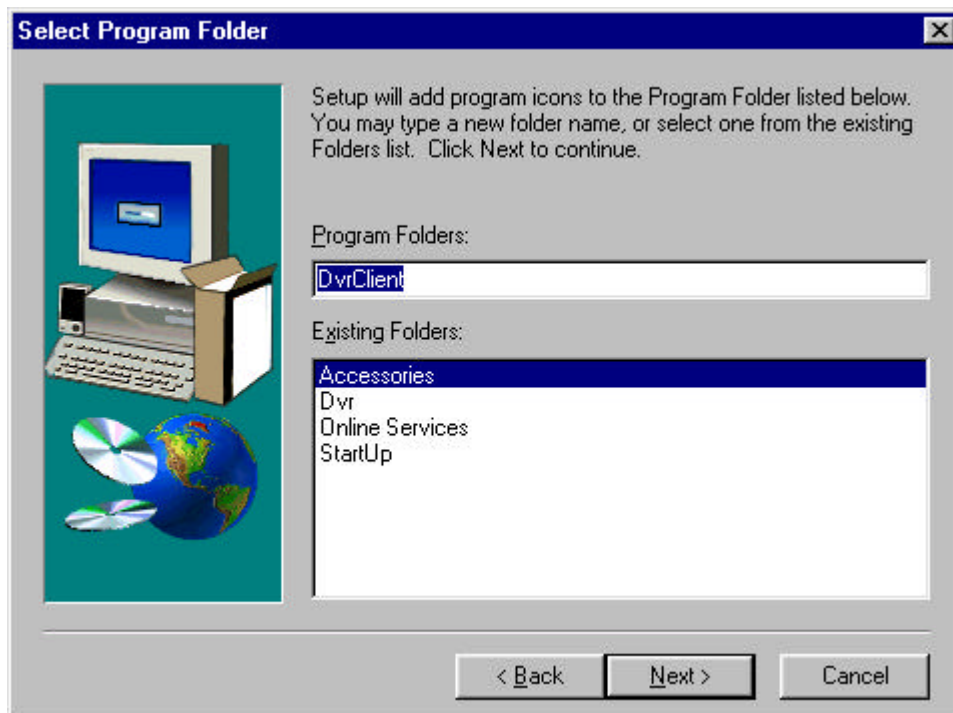 Select Program Folder
Setup will add program icons to the Program Folder listed below.
You may type a new folder name, or select one from the existing
Folders list. Click Next to continue.
Program Folders:
DvrClient
Existing Folders:
Accessories
Dvr
Online Services
StartUp
< Back
Next >
Cancel